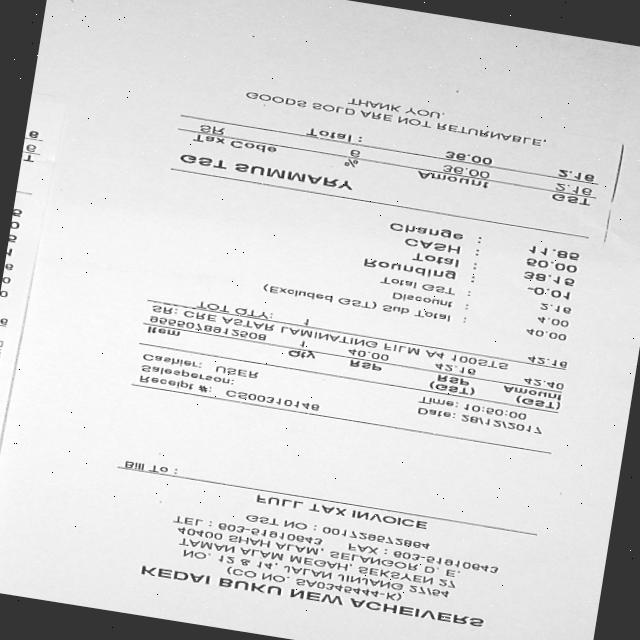 KEDAI BUKU NEW ACHEIVERS
(CO NO. SA0345444-K)
NO. 12 & 14, JALAN JINJANG 27/54
TAMAN ALAM MEGAH, SEKSYEN 27
40400 SHAH ALAM, SELANGOR D. E.
TEL : 603-51910643 FAX : 603-51910643
GST NO : 001729572864
FULL TAX INVOICE
Bill To :
Receipt #: CS00310148 Date: 28/12/2017
Salesperson: Time: 10:50:00
Cashier: USER
Item Qty RSP RSP (GST) Amount (GST)
9555078912508 1 40.00 42.16 42.40
SR: CRE ASTAR LAMINATING FILM A4 100STS
TOT QTY: 1 42.16
(Excluded GST) Sub Total : 40.00
Discount : 4.00
Total GST : 2.16
Rounding : -0.01
Total : 38.15
CASH : 50.00
Change : 11.85
GST SUMMARY
Tax Code % Amount GST
SR 6 36.00 2.16
Total : 36.00 2.16
GOODS SOLD ARE NOT RETURNABLE.
THANK YOU.